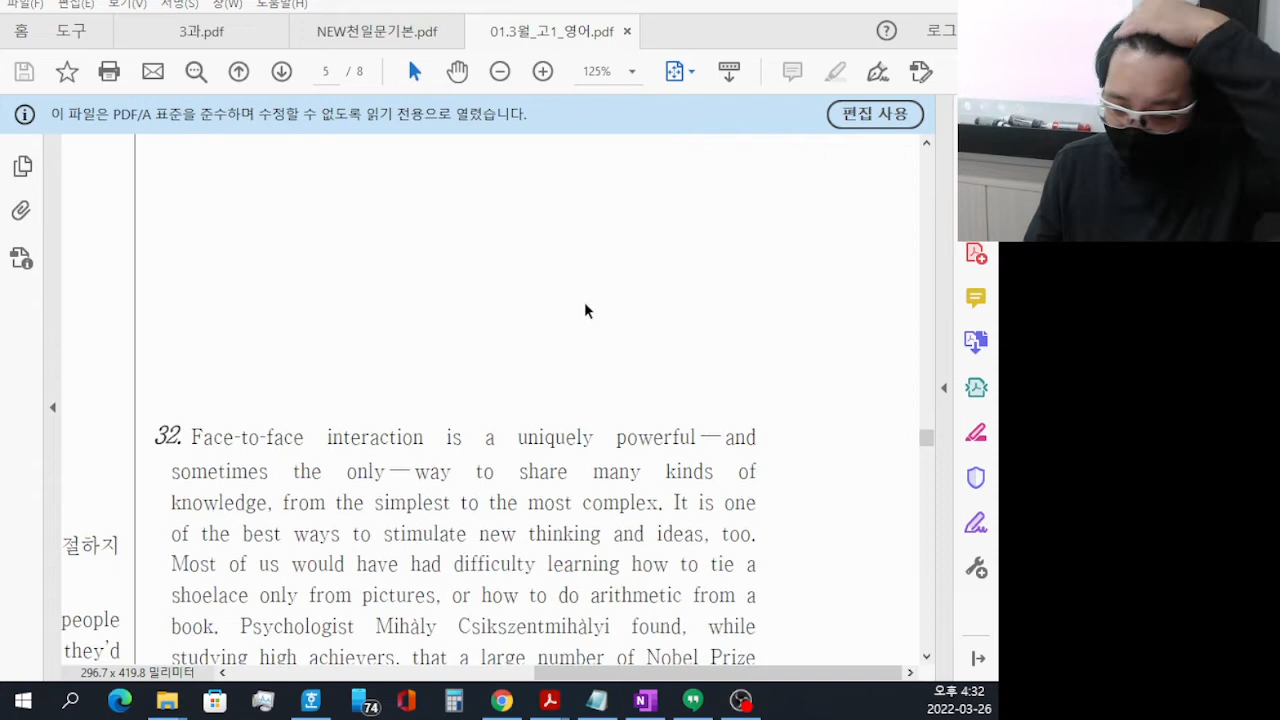 파일(F) 편집(E) 보기(V) 서명(S) 창(W) 도움말(H)
홈 도구 3과.pdf NEW천일문기본.pdf 01.3월_고1_영어.pdf × 로그
5 / 8 125%
이 파일은 PDF/A 표준을 준수하며 수정할 수 없도록 읽기 전용으로 열렸습니다. 편집 사용
32. Face-to-face interaction is a uniquely powerful — and
sometimes the only — way to share many kinds of
knowledge, from the simplest to the most complex. It is one
of the best ways to stimulate new thinking and ideas, too.
Most of us would have had difficulty learning how to tie a
shoelace only from pictures, or how to do arithmetic from a
book. Psychologist Mihàly Csikszentmihàlyi found, while
studying high achievers, that a large number of Nobel Prize
절하지
people
they'd
296.7 x 419.8 밀리미터
74
오후 4:32
2022-03-26